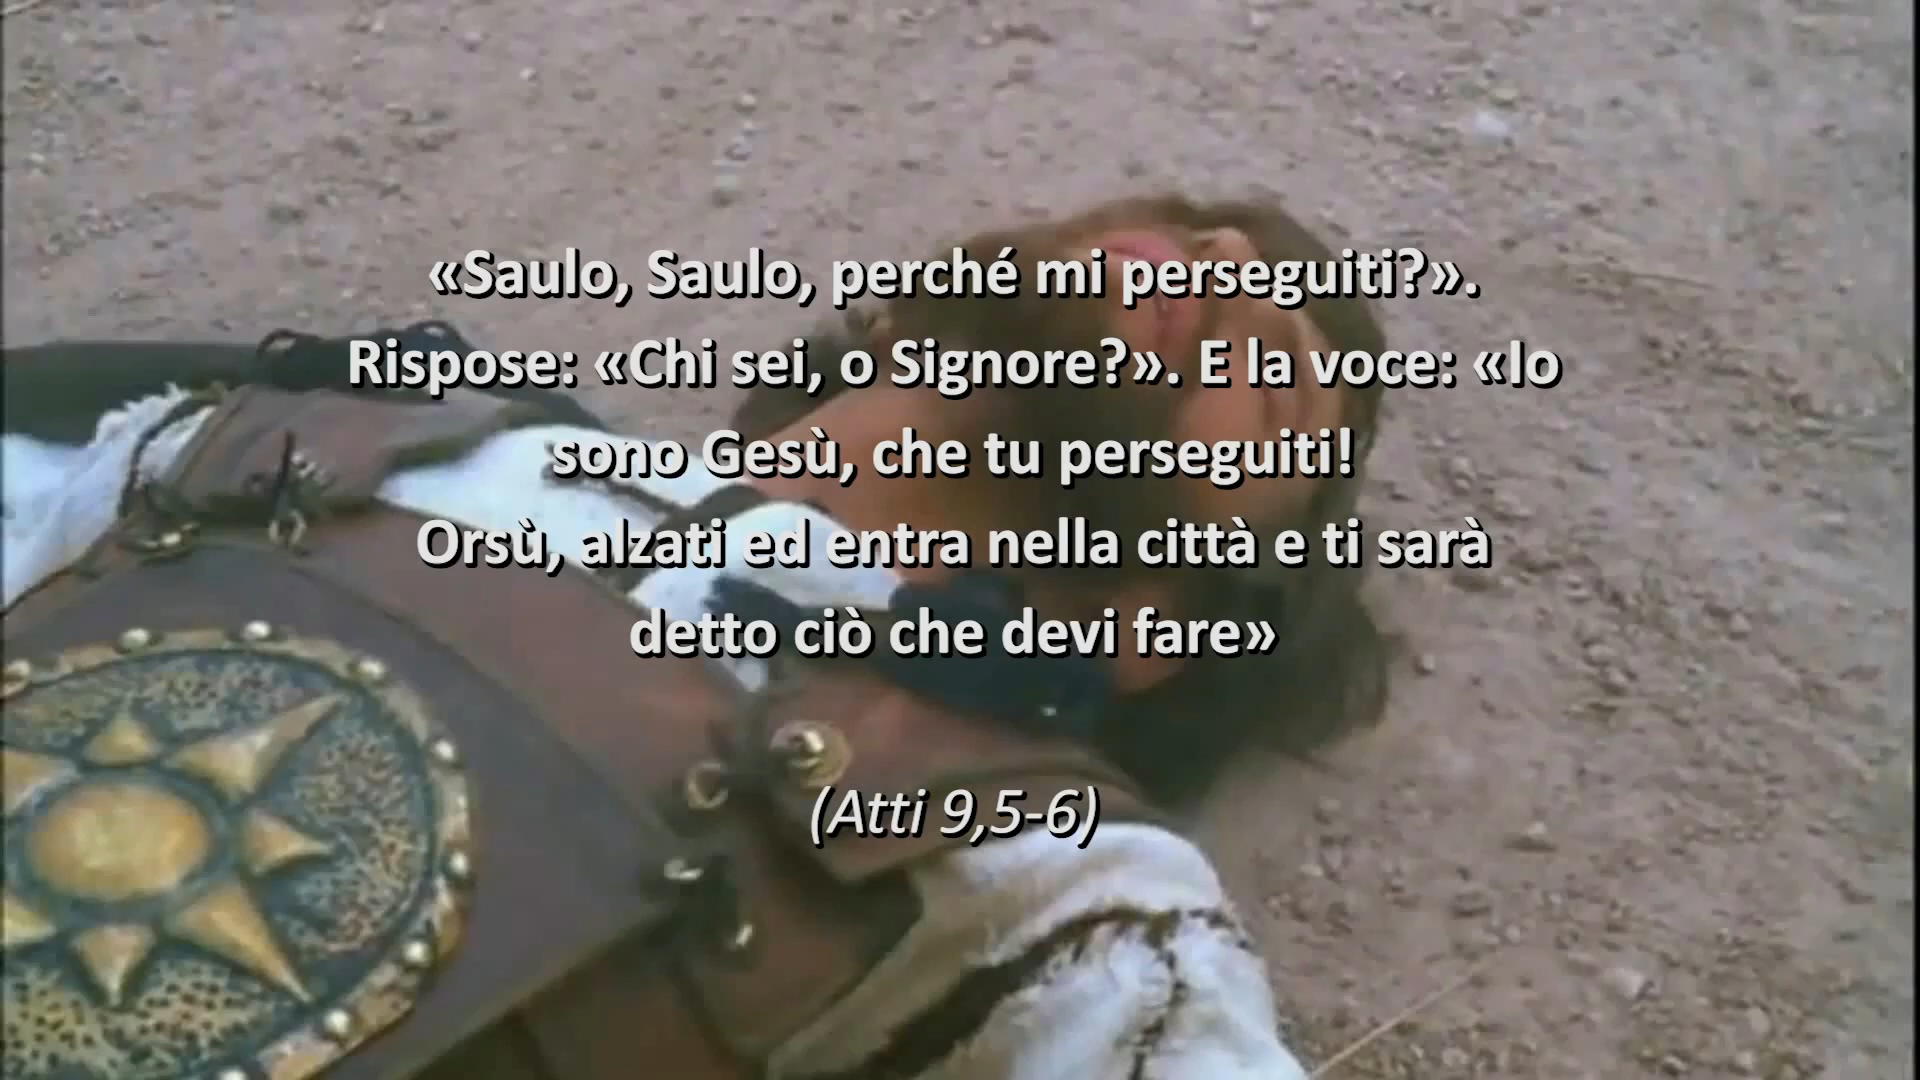 «Saulo, Saulo, perché mi perseguiti?».
Rispose: «Chi sei, o Signore?». E la voce: «Io
sono Gesù, che tu perseguiti!
Orsù, alzati ed entra nella città e ti sarà
detto ciò che devi fare»
(Atti 9,5-6)